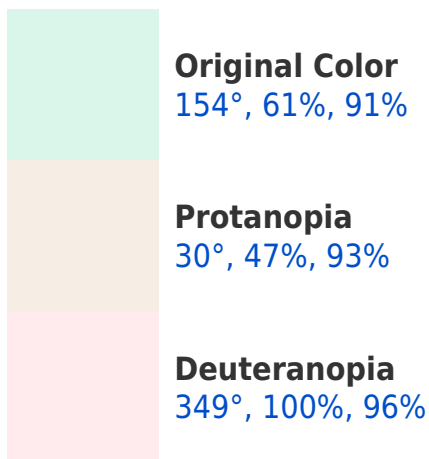 Original Color
154°, 61%, 91%
Protanopia
30°, 47%, 93%
Deuteranopia
349°, 100%, 96%